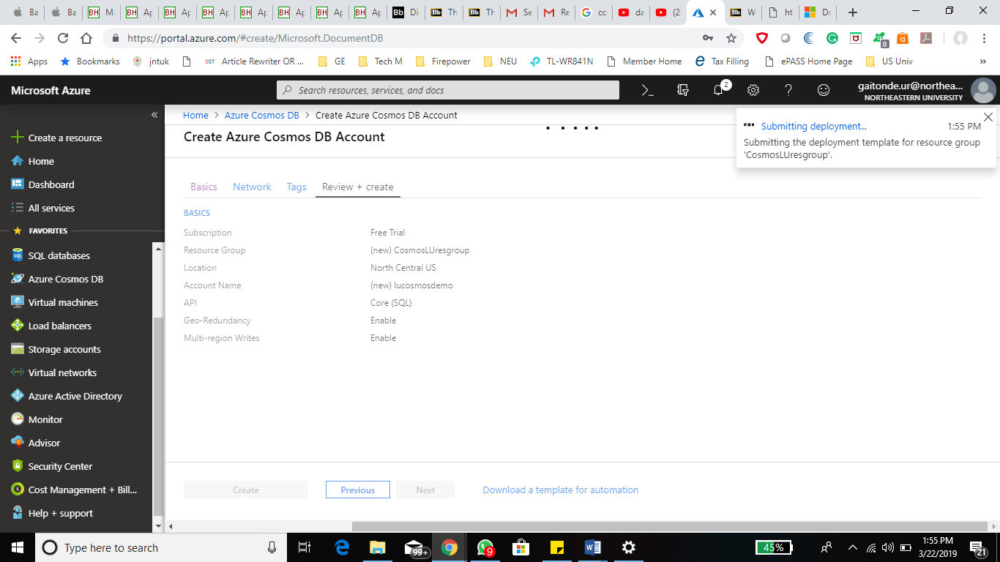 Ba
Ba
BH M
BH Ap
BH Ap
BH Ap
BH Ap
BH Ap
BH Ap
BH Ap
Bb Di
Bb Th
Bb Th
Se
Re
co
da
(2
Bb W
ht
Do
https://portal.azure.com/#create/Microsoft.DocumentDB
0
Apps
Bookmarks
jntuk
SST Article Rewriter OR ...
GE
Tech M
Firepower
NEU
TL-WR841N
Member Home
Tax Filling
ePASS Home Page
US Univ
»
Microsoft Azure
Search resources, services, and docs
2
gaitonde.ur@northea...
NORTHEASTERN UNIVERSITY
«
Create a resource
Home
Dashboard
All services
FAVORITES
SQL databases
Azure Cosmos DB
Virtual machines
Load balancers
Storage accounts
Virtual networks
Azure Active Directory
Monitor
Advisor
Security Center
Cost Management + Bill...
Help + support
Home > Azure Cosmos DB > Create Azure Cosmos DB Account
Create Azure Cosmos DB Account
Submitting deployment... 1:55 PM
Submitting the deployment template for resource group
'CosmosLUresgroup'.
Basics Network Tags Review + create
BASICS
Subscription Free Trial
Resource Group (new) CosmosLUresgroup
Location North Central US
Account Name (new) lucosmosdemo
API Core (SQL)
Geo-Redundancy Enable
Multi-region Writes Enable
Create Previous Next Download a template for automation
Type here to search
99+
9
45%
1:55 PM
3/22/2019
21